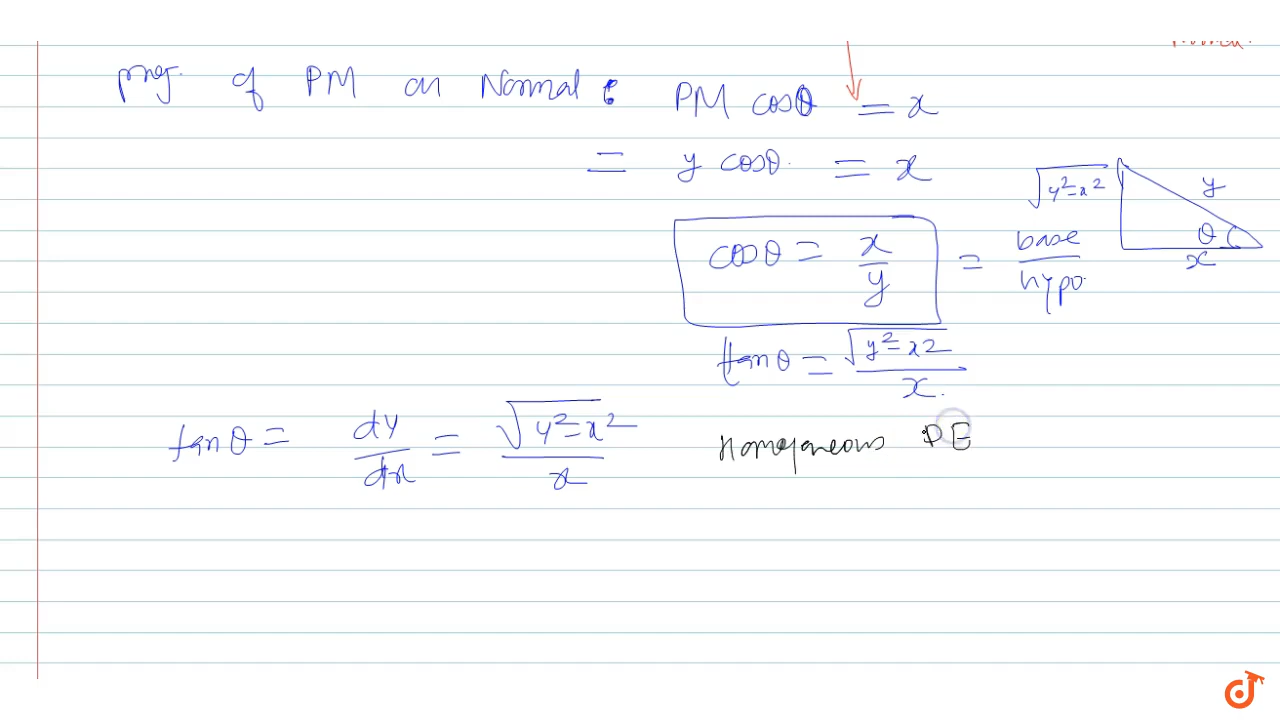 proj. of PM on Normal : PM cosθ = x
= y cosθ. = x
√y²-x² y θ x
cosθ = x/y = base/hypo
tanθ = √y²-x2/x.
tanθ = dy/dx = √y²-x²/x Homogeneous DE